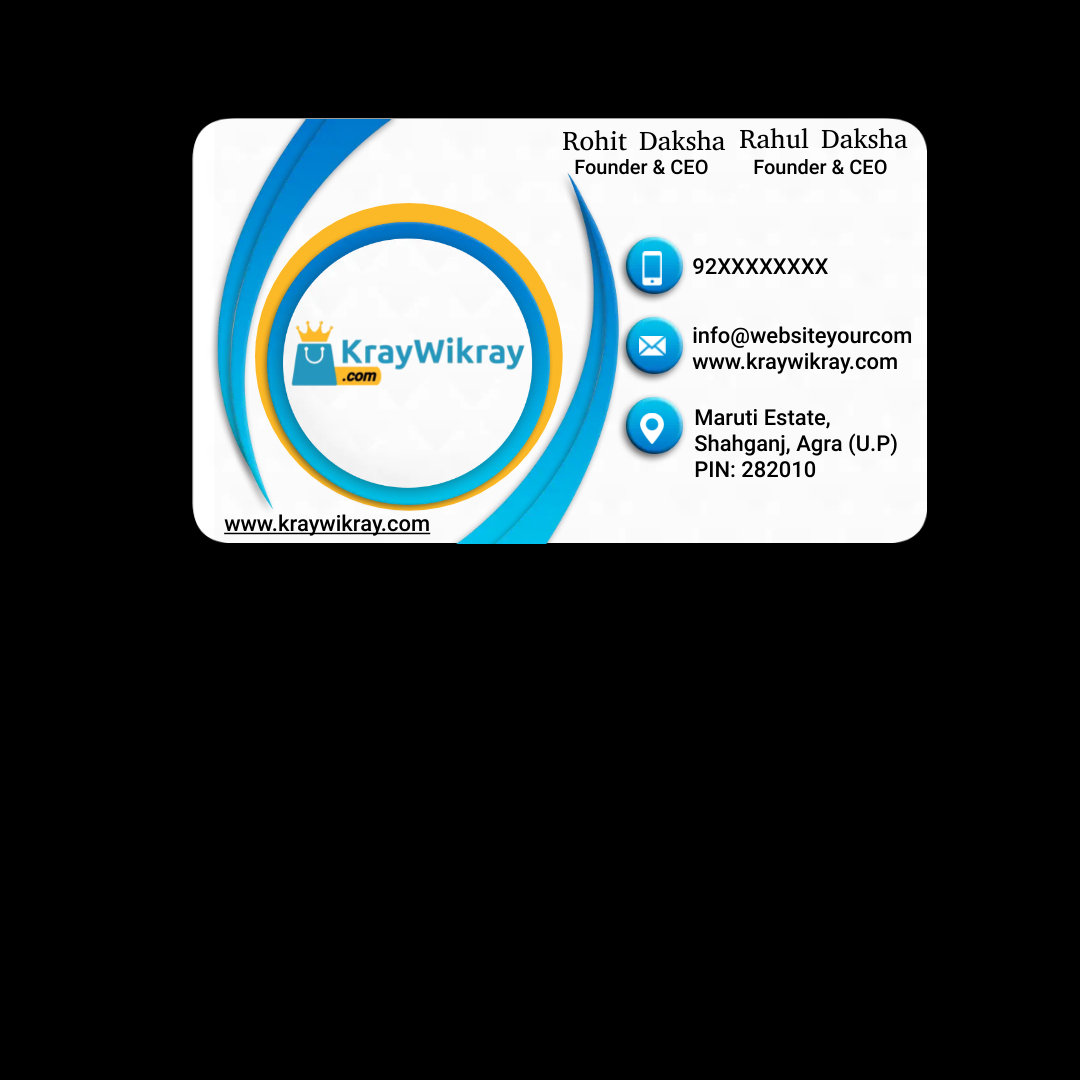 Rohit Daksha
Founder & CEO
Rahul Daksha
Founder & CEO
92XXXXXXXX
info@websiteyourcom
www.kraywikray.com
Maruti Estate,
Shahganj, Agra (U.P)
PIN: 282010
KrayWikray
.com
www.kraywikray.com